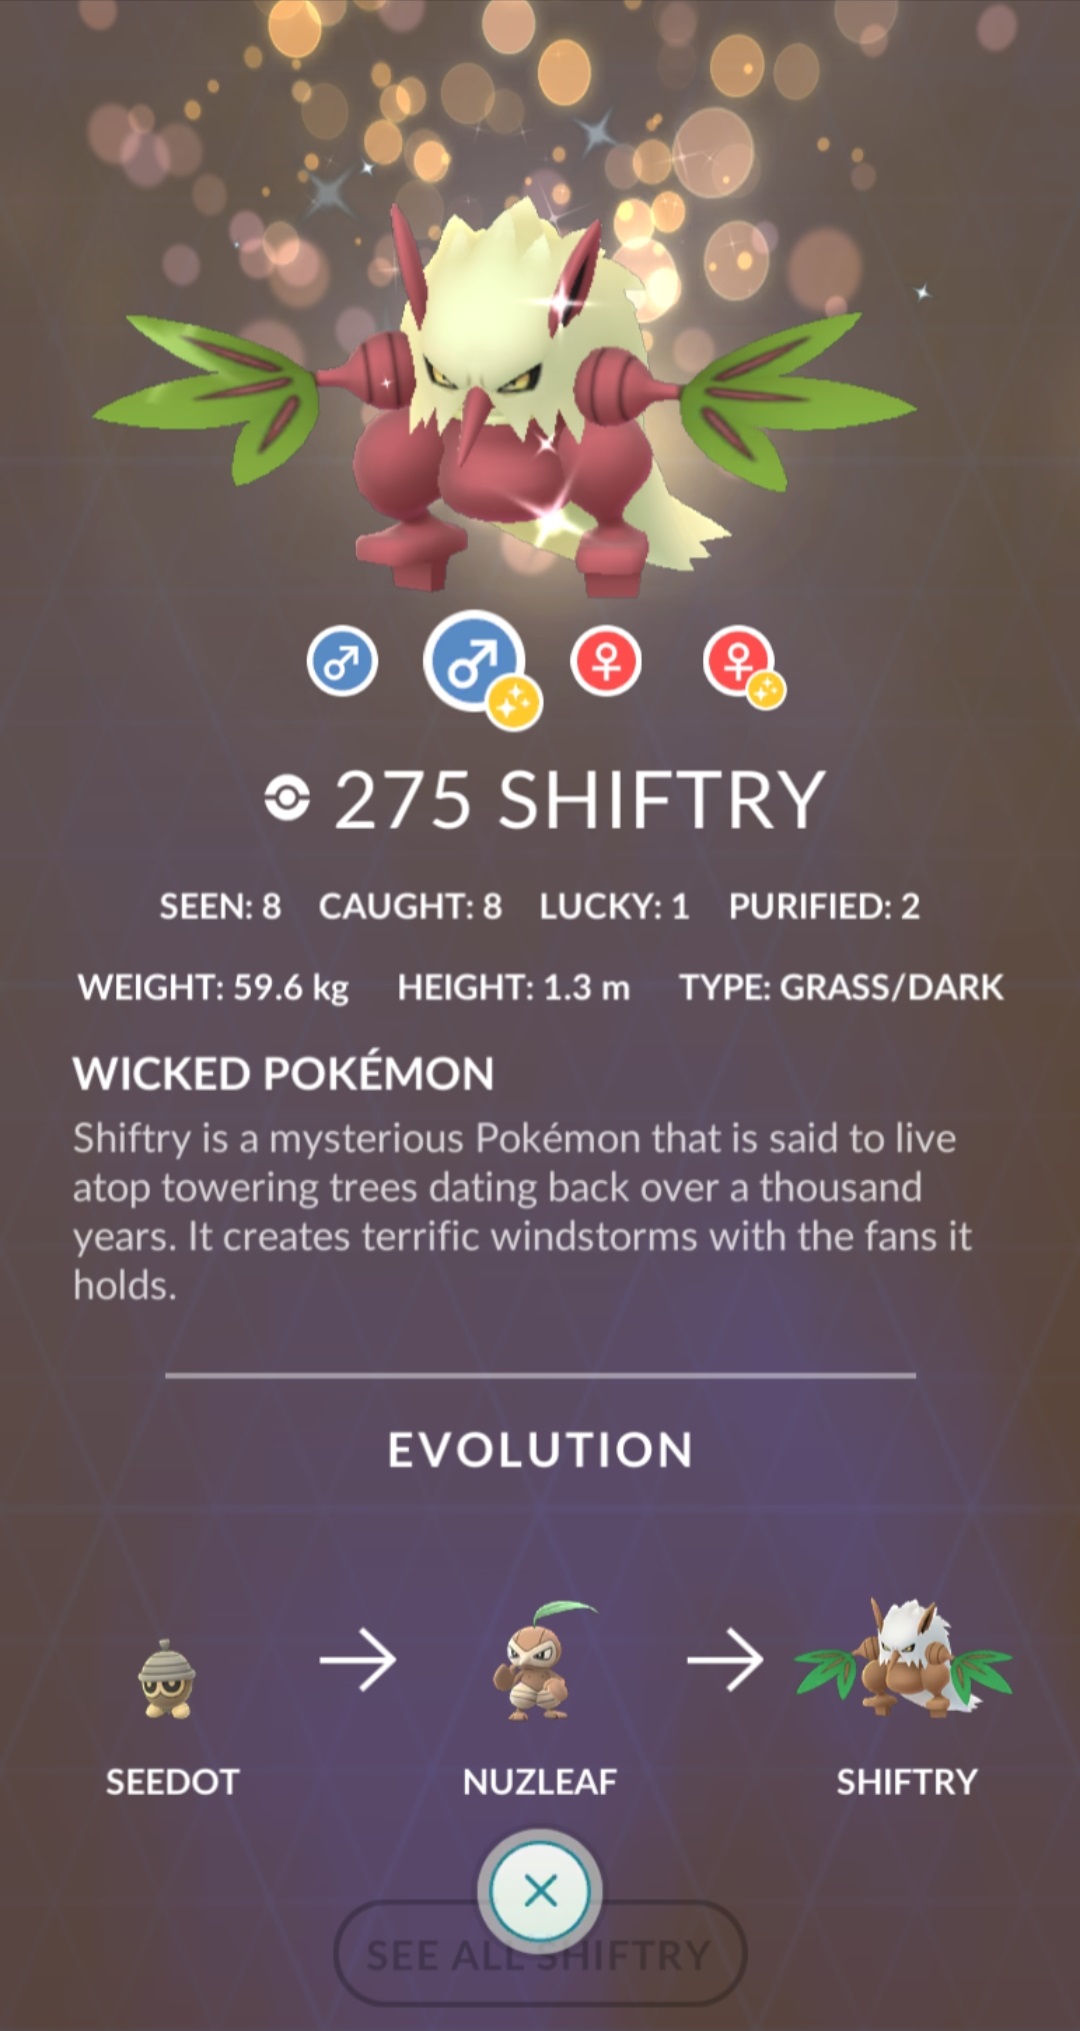 275 SHIFTRY
SEEN: 8 CAUGHT: 8 LUCKY: 1 PURIFIED: 2
WEIGHT: 59.6 kg HEIGHT: 1.3 m TYPE: GRASS/DARK
WICKED POKÉMON
Shiftry is a mysterious Pokémon that is said to live
atop towering trees dating back over a thousand
years. It creates terrific windstorms with the fans it
holds.
EVOLUTION
SEEDOT NUZLEAF SHIFTRY
SEE ALL SHIFTRY